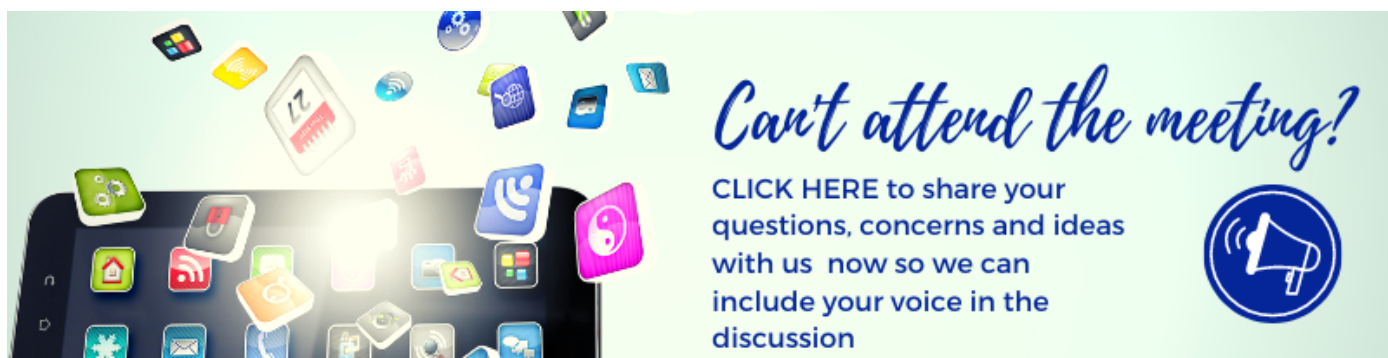 27
Can't attend the meeting?
CLICK HERE to share your
questions, concerns and ideas
with us  now so we can
include your voice in the
discussion